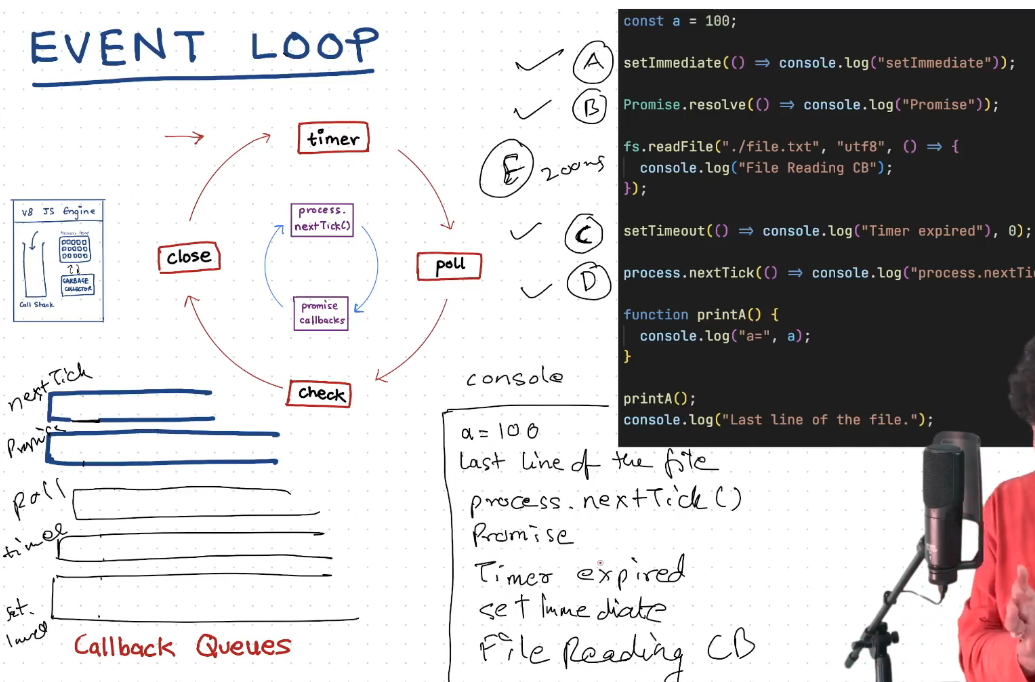 EVENT LOOP
timer
process.
nextTick()
close
poll
promise
callbacks
check
V8 JS Engine
Memory Heap
GARBAGE
COLLECTOR
Call Stack
A
B
E 200ms
C
D
nextTick
Promise
poll
timer
set.
Callback Queues
console
a = 100
Last line of the file
process.nextTick()
Promise
Timer expired
setImmediate
File Reading CB
const a = 100;
setImmediate(() => console.log("setImmediate"));
Promise.resolve(() => console.log("Promise"));
fs.readFile("./file.txt", "utf8", () => {
console.log("File Reading CB");
});
setTimeout(() => console.log("Timer expired"), 0);
process.nextTick(() => console.log("process.nextTi
function printA() {
console.log("a=", a);
}
printA();
console.log("Last line of the file.");